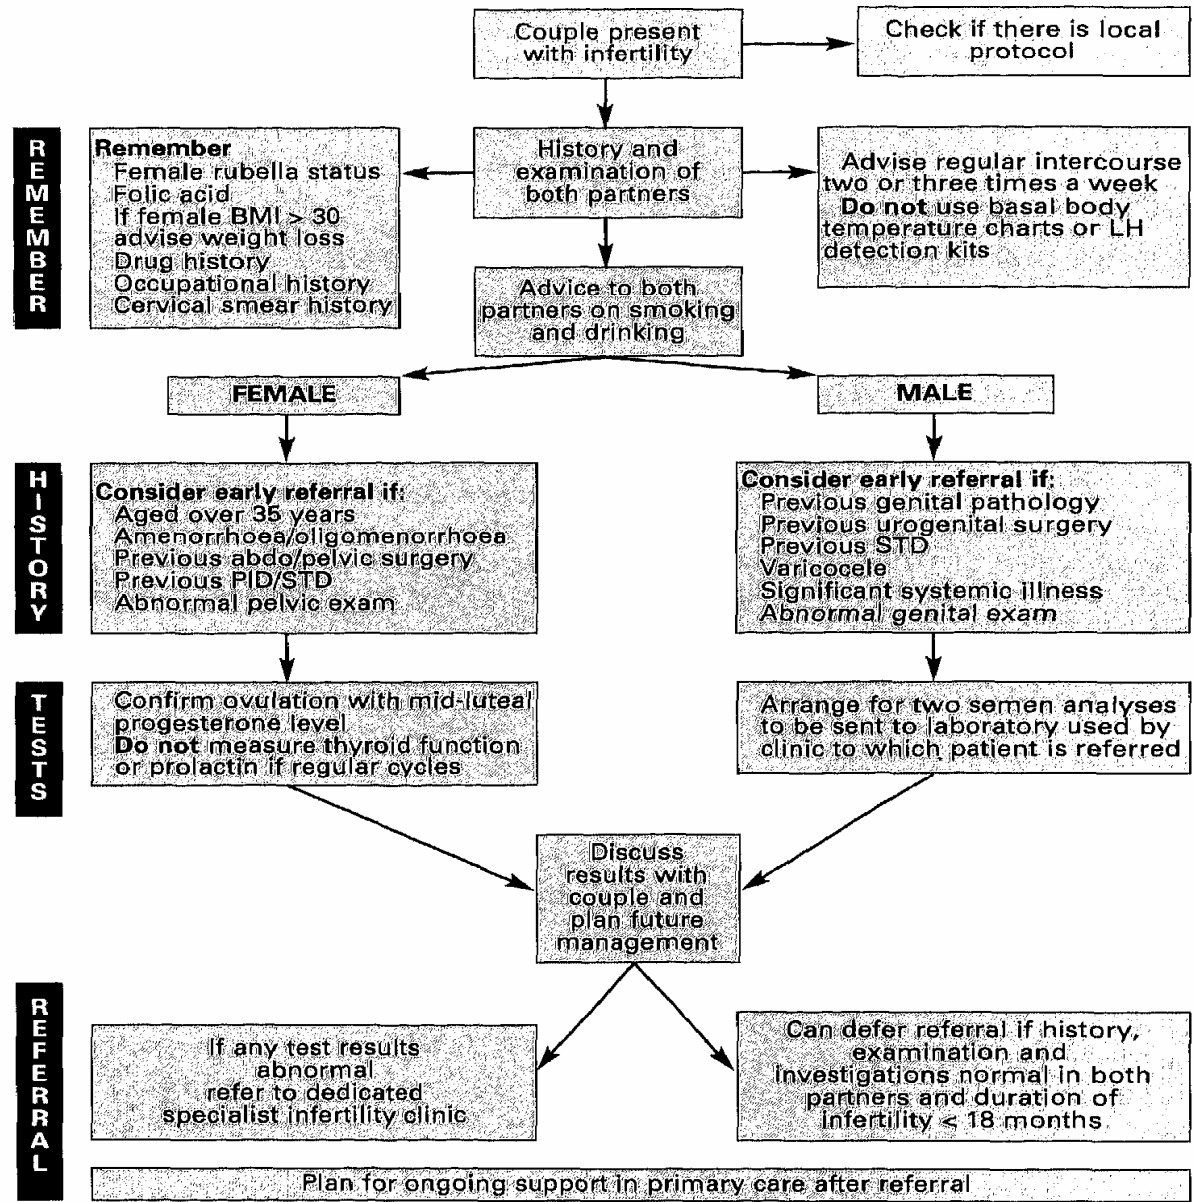 Couple present
with infertility
Check if there is local
protocol
REMEMBER
Remember
Female rubella status
Folic acid
If female BMI > 30
advise weight loss
Drug history
Occupational history
Cervical smear history
History and
examination of
both partners
Advise regular intercourse
two or three times a week
Do not use basal body
temperature charts or LH
detection kits
Advice to both
partners on smoking
and drinking
FEMALE
MALE
HISTORY
Consider early referral if:
Aged over 35 years
Amenorrhoea/oligomenorrhoea
Previous abdo/pelvic surgery
Previous PID/STD
Abnormal pelvic exam
Consider early referral if:
Previous genital pathology
Previous urogenital surgery
Previous STD
Varicocele
Significant systemic illness
Abnormal genital exam
TESTS
Confirm ovulation with mid-luteal
progesterone level
Do not measure thyroid function
or prolactin if regular cycles
Arrange for two semen analyses
to be sent to laboratory used by
clinic to which patient is referred
Discuss
results with
couple and
plan future
management
REFERRAL
If any test results
abnormal
refer to dedicated
specialist infertility clinic
Can defer referral if history,
examination and
investigations normal in both
partners and duration of
infertility < 18 months
Plan for ongoing support in primary care after referral